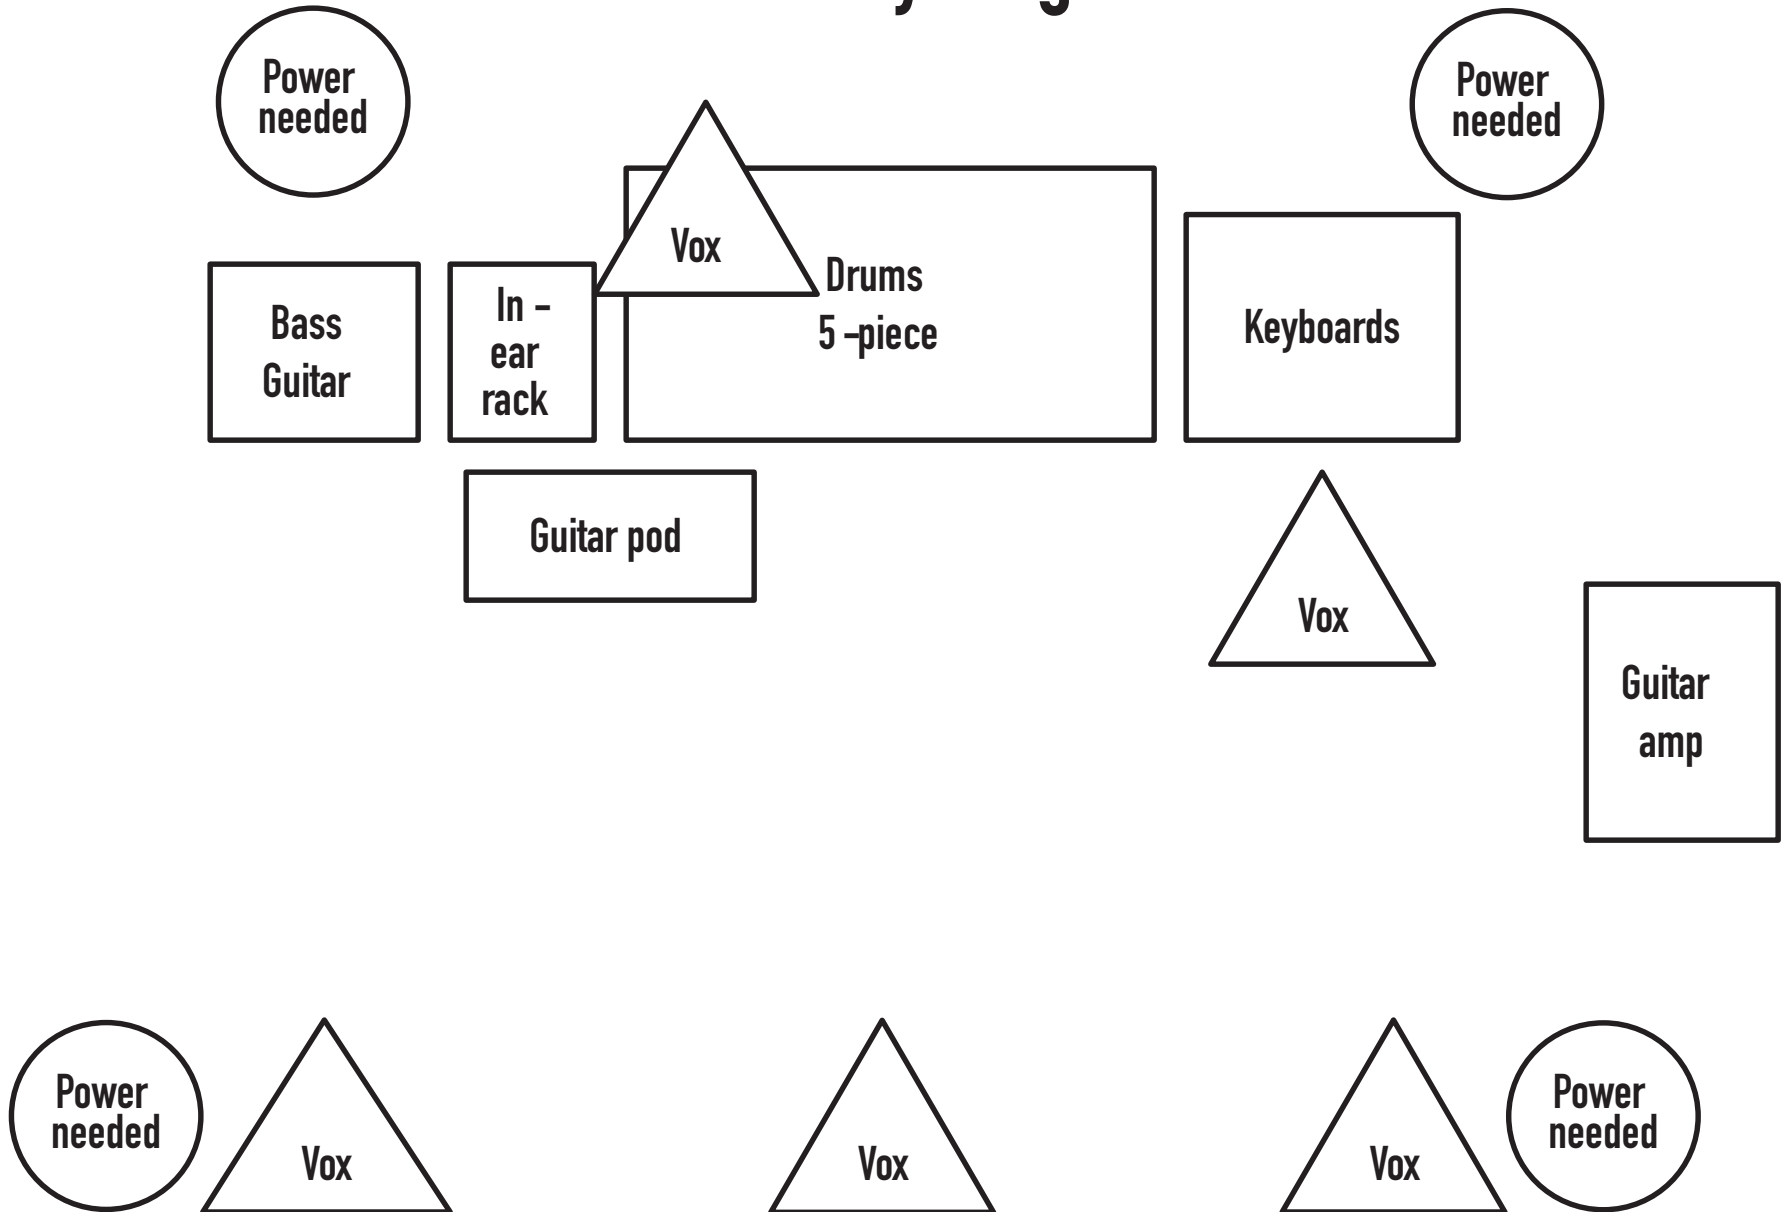 Power
needed
Power
needed
Vox
Drums
5 -piece
Bass
Guitar
In -
ear
rack
Keyboards
Guitar pod
Vox
Guitar
amp
Power
needed
Vox
Vox
Vox
Power
needed